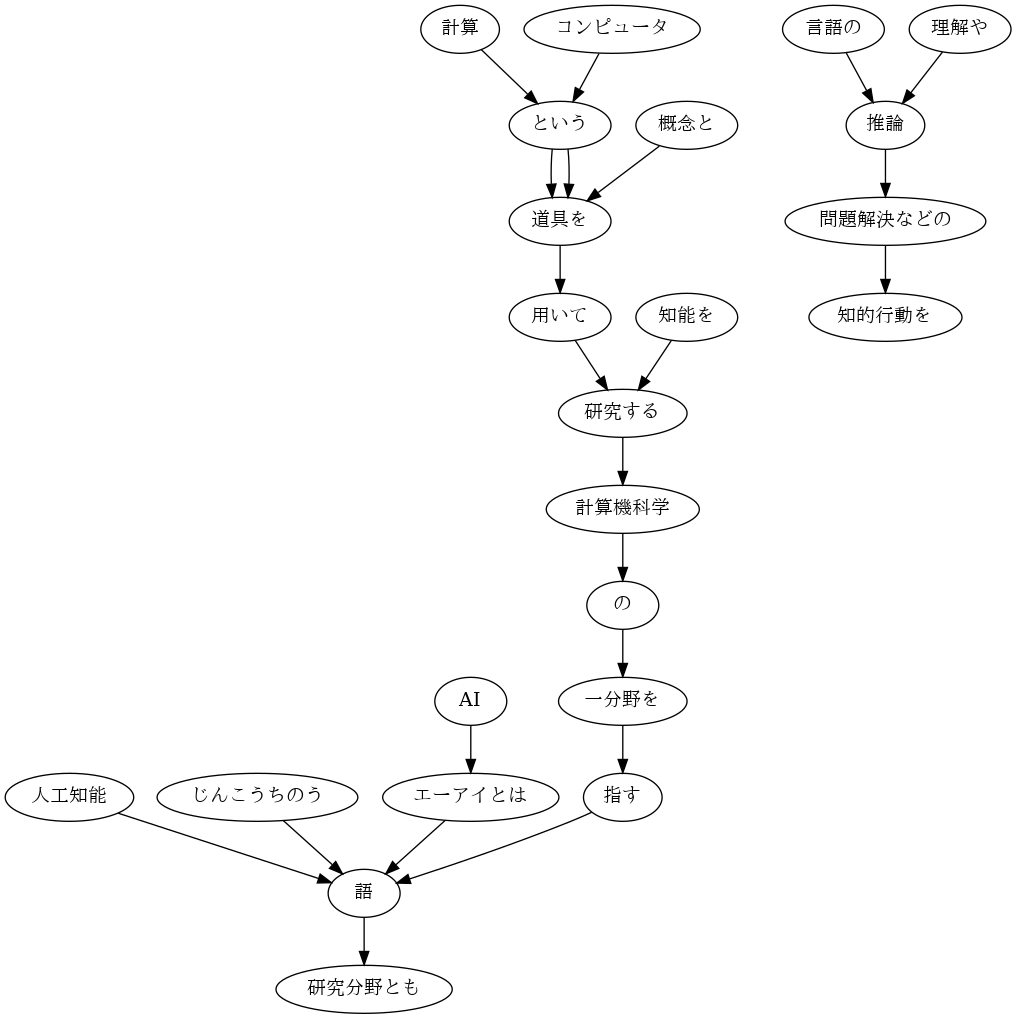 計算
コンピュータ
言語の
理解や
という
概念と
推論
道具を
問題解決などの
用いて
知能を
知的行動を
研究する
計算機科学
の
AI
一分野を
人工知能
じんこうちのう
エーアイとは
指す
語
研究分野とも